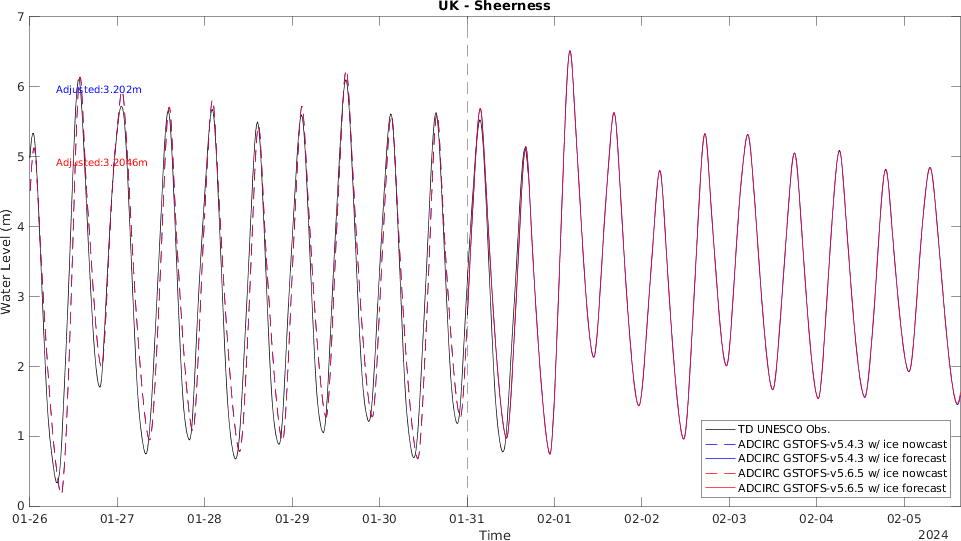 UK - Sheerness
7
6
5
4
3
2
1
0
Water Level (m)
Adjusted:3.202m
Adjusted:3.2046m
TD UNESCO Obs.
ADCIRC GSTOFS-v5.4.3 w/ ice nowcast
ADCIRC GSTOFS-v5.4.3 w/ ice forecast
ADCIRC GSTOFS-v5.6.5 w/ ice nowcast
ADCIRC GSTOFS-v5.6.5 w/ ice forecast
01-26 01-27 01-28 01-29 01-30 01-31 02-01 02-02 02-03 02-04 02-05
Time
2024